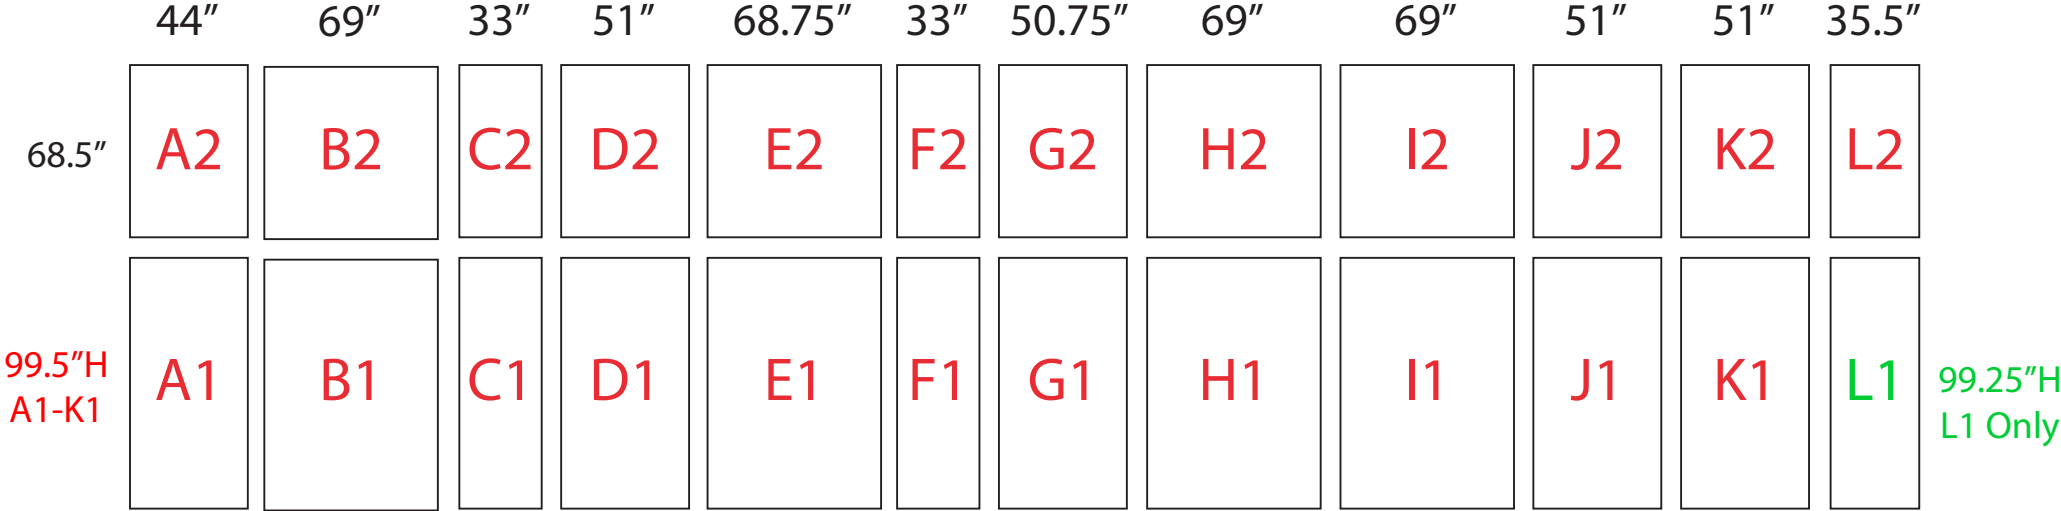 44″ 69″ 33″ 51″ 68.75″ 33″ 50.75″ 69″ 69″ 51″ 51″ 35.5″
68.5″ A2 B2 C2 D2 E2 F2 G2 H2 I2 J2 K2 L2
99.5″H
A1-K1
A1 B1 C1 D1 E1 F1 G1 H1 I1 J1 K1 L1
99.25″H
L1 Only